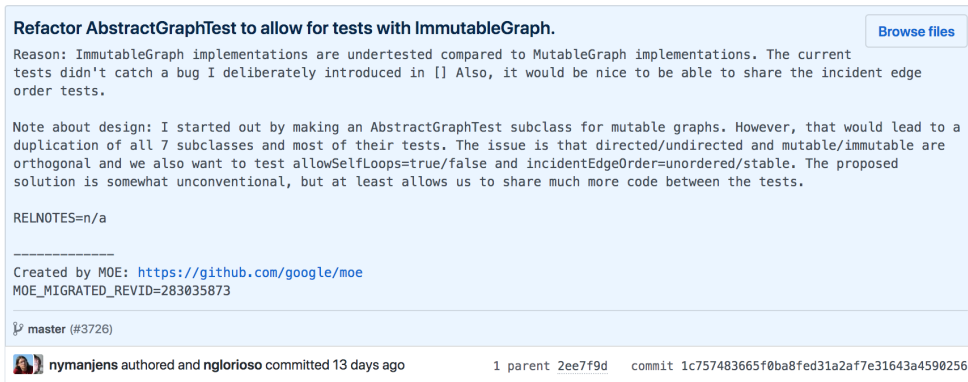 Refactor AbstractGraphTest to allow for tests with ImmutableGraph.
Browse files
Reason: ImmutableGraph implementations are undertested compared to MutableGraph implementations. The current
tests didn't catch a bug I deliberately introduced in [] Also, it would be nice to be able to share the incident edge
order tests.
Note about design: I started out by making an AbstractGraphTest subclass for mutable graphs. However, that would lead to a
duplication of all 7 subclasses and most of their tests. The issue is that directed/undirected and mutable/immutable are
orthogonal and we also want to test allowSelfLoops=true/false and incidentEdgeOrder=unordered/stable. The proposed
solution is somewhat unconventional, but at least allows us to share much more code between the tests.
RELNOTES=n/a
-------------
Created by MOE: https://github.com/google/moe
MOE_MIGRATED_REVID=283035873
master (#3726)
nymanjens authored and nglorioso committed 13 days ago 1 parent 2ee7f9d commit 1c757483665f0ba8fed31a2af7e31643a4590256